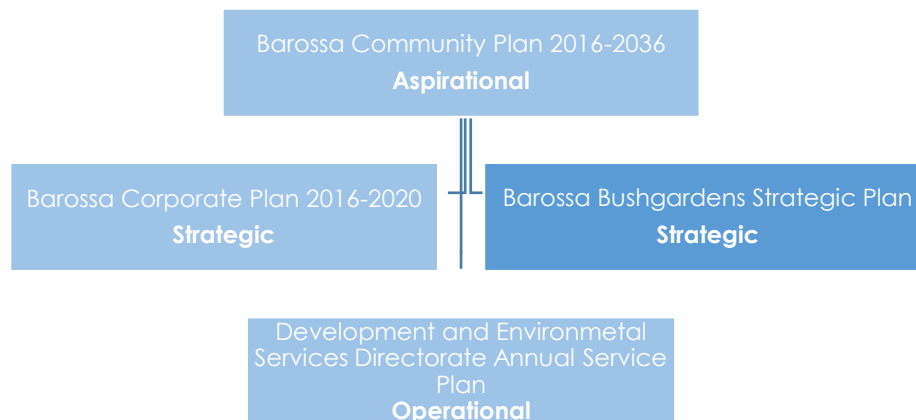 Barossa Community Plan 2016-2036
Aspirational
Barossa Corporate Plan 2016-2020
Strategic
Barossa Bushgardens Strategic Plan
Strategic
Development and Environmetal
Services Directorate Annual Service
Plan
Operational